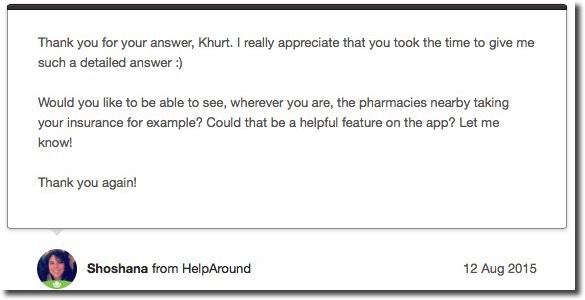 Thank you for your answer, Khurt. I really appreciate that you took the time to give me
such a detailed answer :)
Would you like to be able to see, wherever you are, the pharmacies nearby taking
your insurance for example? Could that be a helpful feature on the app? Let me
know!
Thank you again!
Shoshana from HelpAround
12 Aug 2015